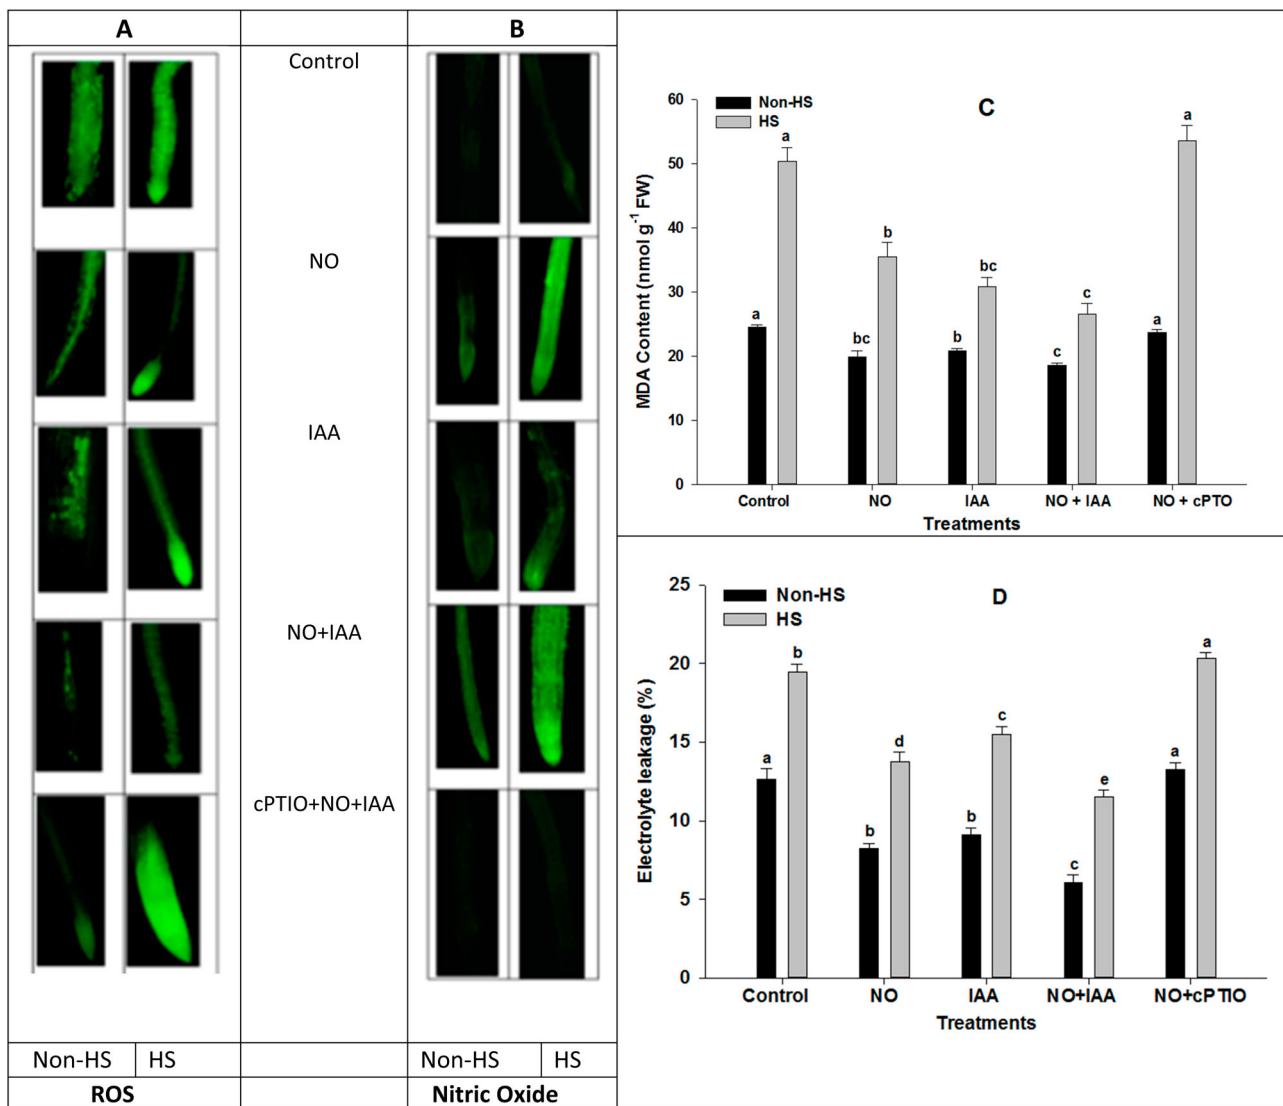 A
B
Control
NO
IAA
NO+IAA
cPTIO+NO+IAA
Non-HS HS
Non-HS HS
ROS
Nitric Oxide
C
Non-HS
HS
MDA Content (nmol g-1 FW)
60
50
40
30
20
10
0
a
a
bc
b
b
bc
c
c
a
a
Control NO IAA NO + IAA NO + cPTO
Treatments
D
Non-HS
HS
Electrolyte leakage (%)
25
20
15
10
5
0
a
b
b
d
b
c
c
e
a
a
Control NO IAA NO+IAA NO+cPTIO
Treatments